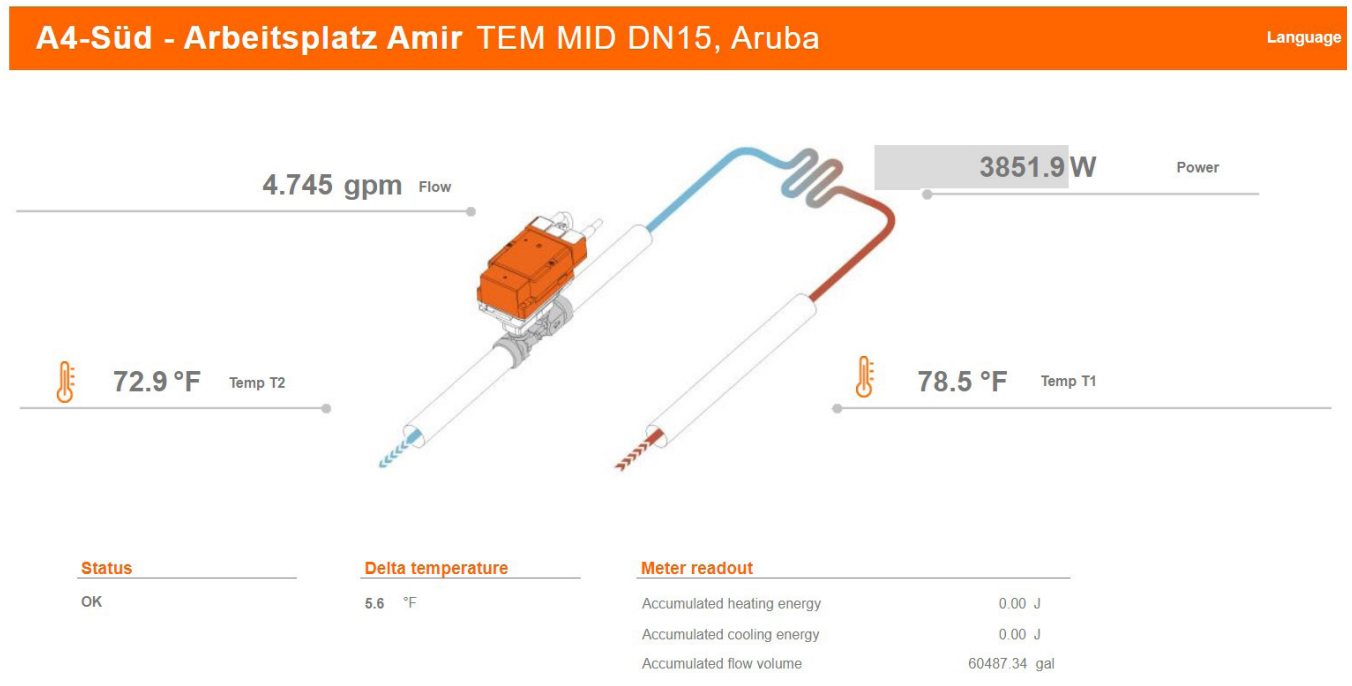 A4-Süd - Arbeitsplatz Amir TEM MID DN15, Aruba
Language
4.745 gpm Flow
3851.9 W Power
72.9 °F Temp T2
78.5 °F Temp T1
Status
OK
Delta temperature
5.6 °F
Meter readout
Accumulated heating energy 0.00 J
Accumulated cooling energy 0.00 J
Accumulated flow volume 60487.34 gal